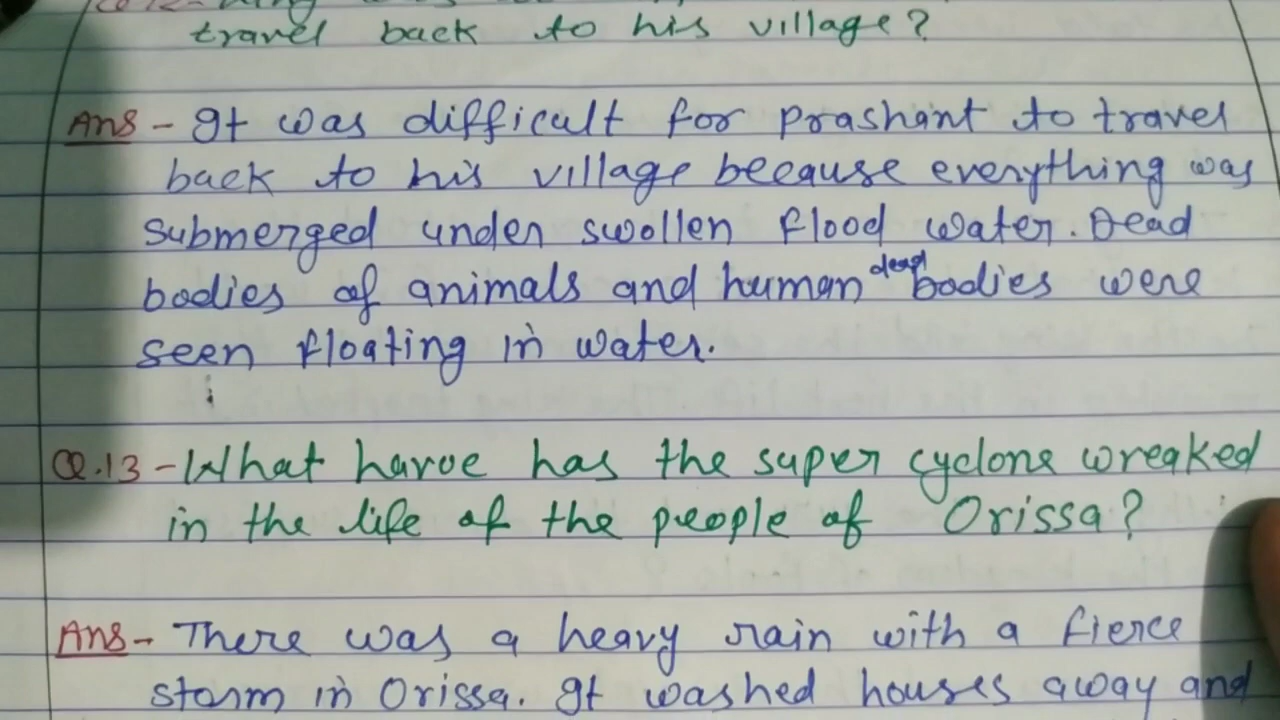 travel back to his village?
Ans - It was difficult for Prashant to travel
back to his village because everything was
submerged under swollen flood water. Dead
bodies of animals and human dead bodies were
seen floating in water.
Q.13 - What havoc has the super cyclone wreaked
in the life of the people of Orissa?
Ans - There was a heavy rain with a fierce
storm in Orissa. It washed houses away and